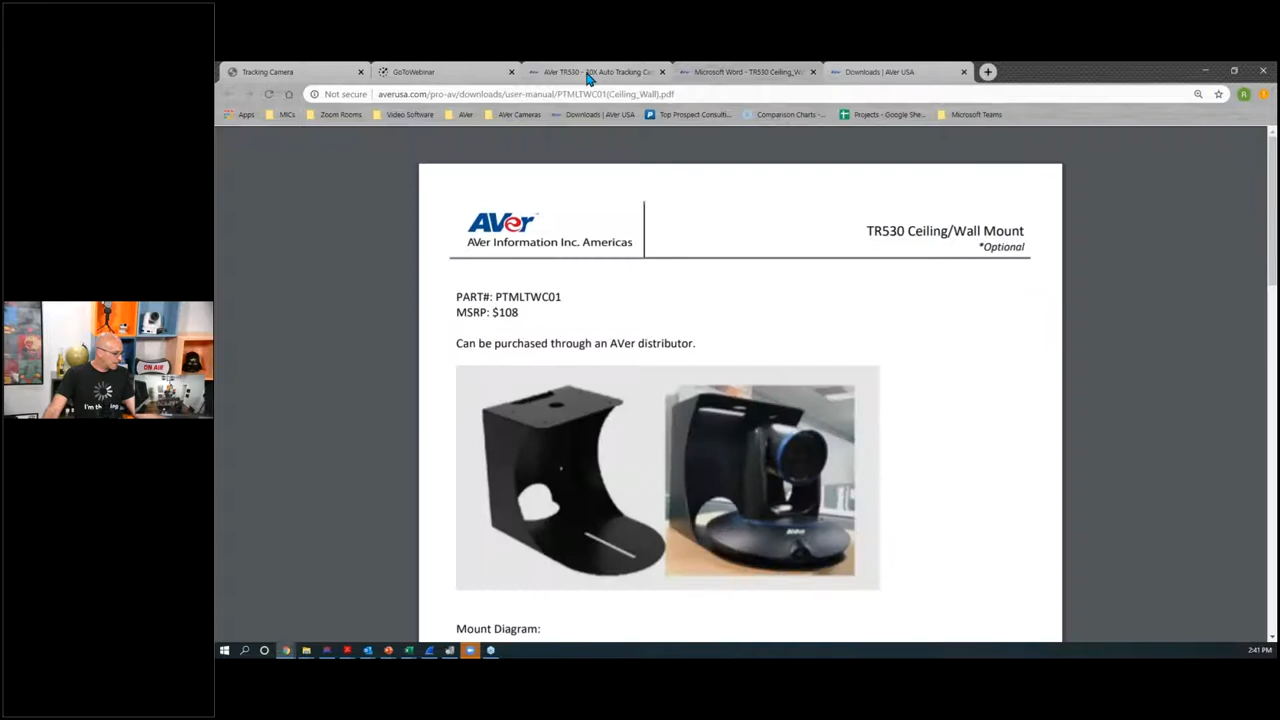 Tracking Camera
GoToWebinar
AVer TR530 - 30X Auto Tracking Ca
Microsoft Word - TR530 Ceiling_W
Downloads | AVer USA
Not secure
averusa.com/pro-av/downloads/user-manual/PTMLTWC01(Ceiling_Wall).pdf
R
Apps
MICs
Zoom Rooms
Video Software
AVer
AVer Cameras
Downloads | AVer USA
Top Prospect Consulti...
Comparison Charts -...
Projects - Google She...
Microsoft Teams
AVer
AVer Information Inc. Americas
TR530 Ceiling/Wall Mount
*Optional
PART#: PTMLTWC01
MSRP: $108
Can be purchased through an AVer distributor.
Mount Diagram:
ON AIR
I'm th
2:41 PM